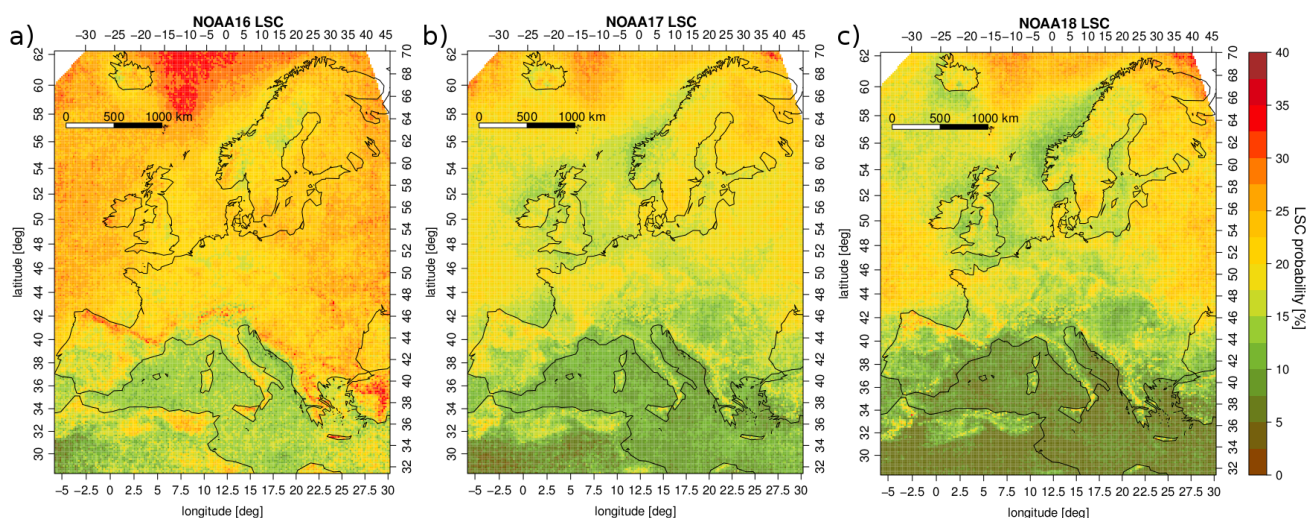 a)
NOAA16 LSC
−30 −25 −20 −15 −10 −5 0 5 10 15 20 25 30 35 40 45
62 60 58 56 54 52 50 48 46 44 42 40 38 36 34 32 30
latitude [deg]
0 500 1000 km
70 68 66 64 62 60 58 56 54 52 50 48 46 44 42 40 38 36 34 32
−5 −2.5 0 2.5 5 7.5 10 12.5 15 17.5 20 22.5 25 27.5 30
longitude [deg]
b)
NOAA17 LSC
−30 −25 −20 −15 −10 −5 0 5 10 15 20 25 30 35 40 45
62 60 58 56 54 52 50 48 46 44 42 40 38 36 34 32 30
latitude [deg]
0 500 1000 km
70 68 66 64 62 60 58 56 54 52 50 48 46 44 42 40 38 36 34 32
−5 −2.5 0 2.5 5 7.5 10 12.5 15 17.5 20 22.5 25 27.5 30
longitude [deg]
c)
NOAA18 LSC
−30 −25 −20 −15 −10 −5 0 5 10 15 20 25 30 35 40 45
62 60 58 56 54 52 50 48 46 44 42 40 38 36 34 32 30
latitude [deg]
0 500 1000 km
70 68 66 64 62 60 58 56 54 52 50 48 46 44 42 40 38 36 34 32
−5 −2.5 0 2.5 5 7.5 10 12.5 15 17.5 20 22.5 25 27.5 30
longitude [deg]
40 35 30 25 20 15 10 5 0
LSC probability [%]